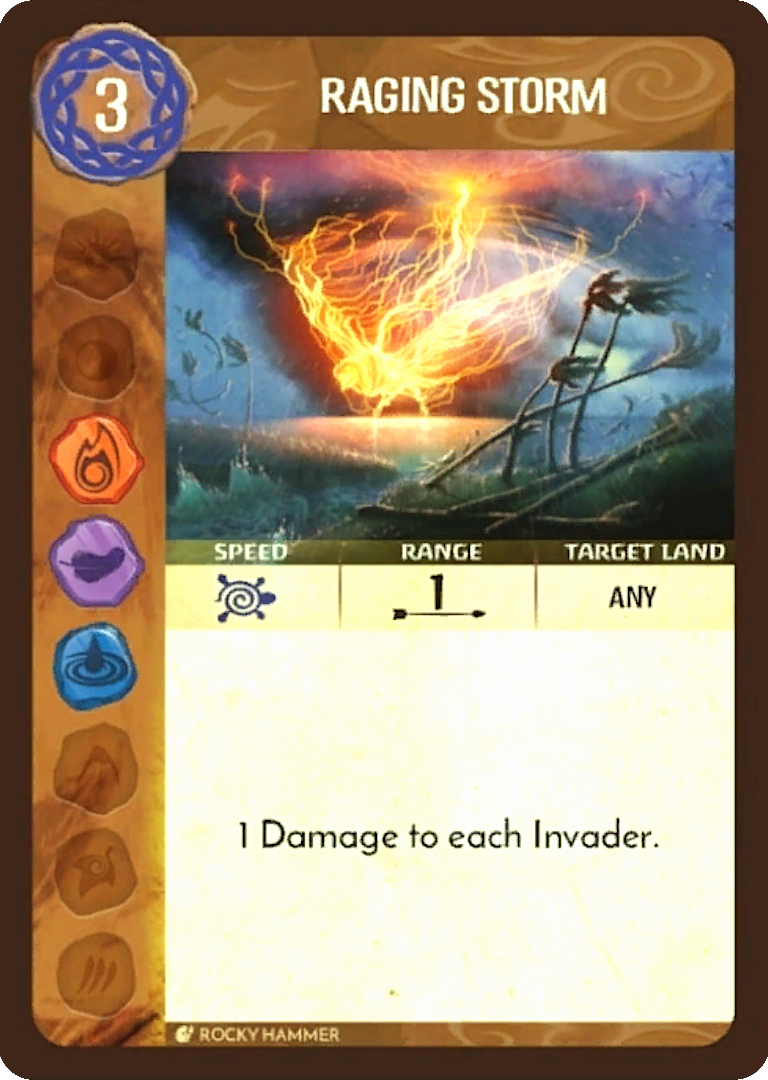 3
RAGING STORM
SPEED RANGE TARGET LAND
1 ANY
1 Damage to each Invader.
ROCKY HAMMER